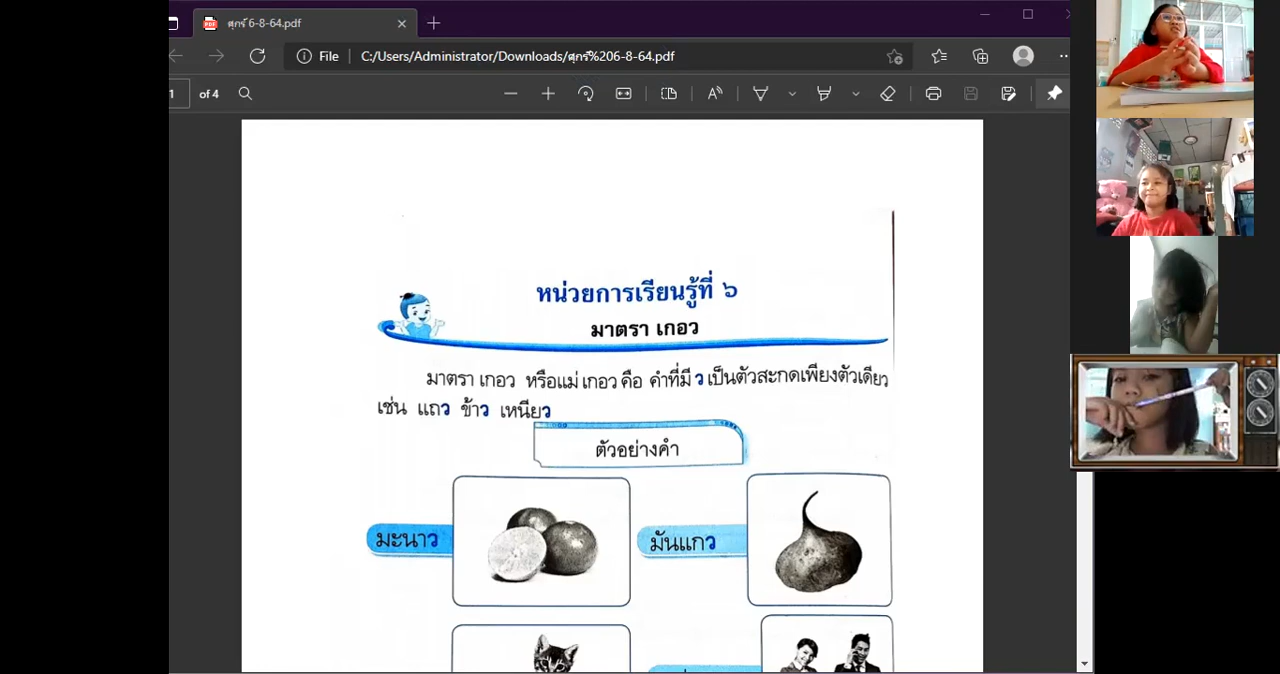 ศุกร์ 6-8-64.pdf
File C:/Users/Administrator/Downloads/ศุกร์%206-8-64.pdf
1 of 4
หน่วยการเรียนรู้ที่ ๖
มาตรา เกอว
มาตรา เกอว หรือแม่ เกอว คือ คำที่มี ว เป็นตัวสะกดเพียงตัวเดียว
เช่น แถว ข้าว เหนียว
ตัวอย่างคำ
มะนาว มันแกว